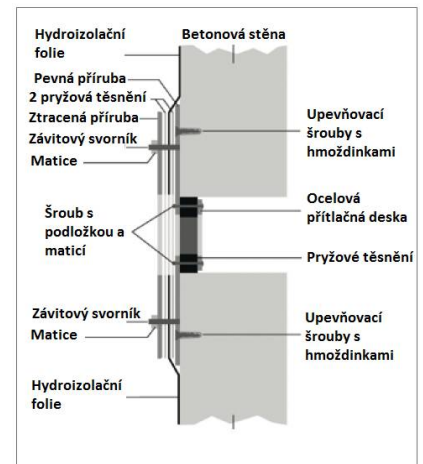 Hydroizolační
folie
Betonová stěna
Pevná příruba
2 pryžová těsnění
Ztracená příruba
Závitový svorník
Matice
Upevňovací
šrouby s
hmoždinkami
Šroub s
podložkou a
maticí
Ocelová
přítlačná deska
Pryžové těsnění
Závitový svorník
Matice
Upevňovací
šrouby s
hmoždinkami
Hydroizolační
folie